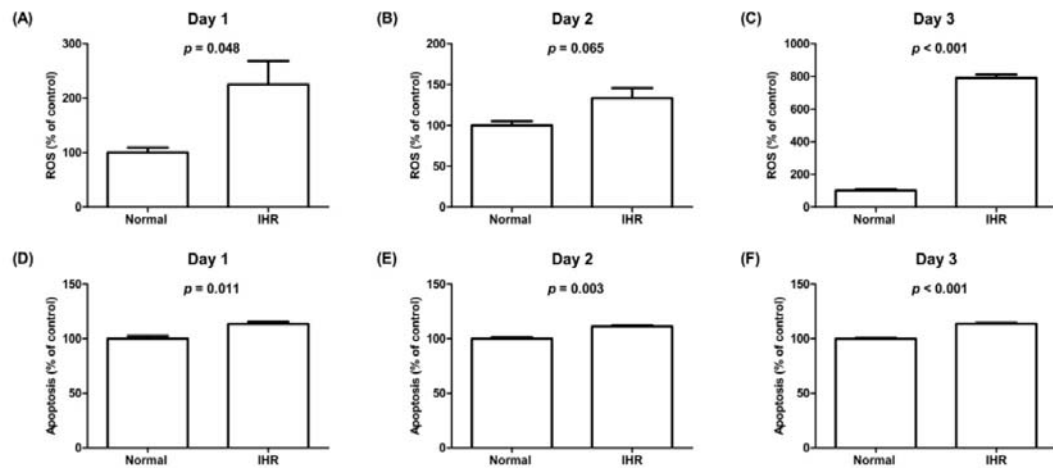 (A)
Day 1
p = 0.048
ROS (% of control)
300
200
100
0
Normal
IHR
(B)
Day 2
p = 0.065
ROS (% of control)
200
150
100
50
0
Normal
IHR
(C)
Day 3
p < 0.001
ROS (% of control)
1000
800
600
400
200
0
Normal
IHR
(D)
Day 1
p = 0.011
Apoptosis (% of control)
150
100
50
0
Normal
IHR
(E)
Day 2
p = 0.003
Apoptosis (% of control)
150
100
50
0
Normal
IHR
(F)
Day 3
p < 0.001
Apoptosis (% of control)
150
100
50
0
Normal
IHR